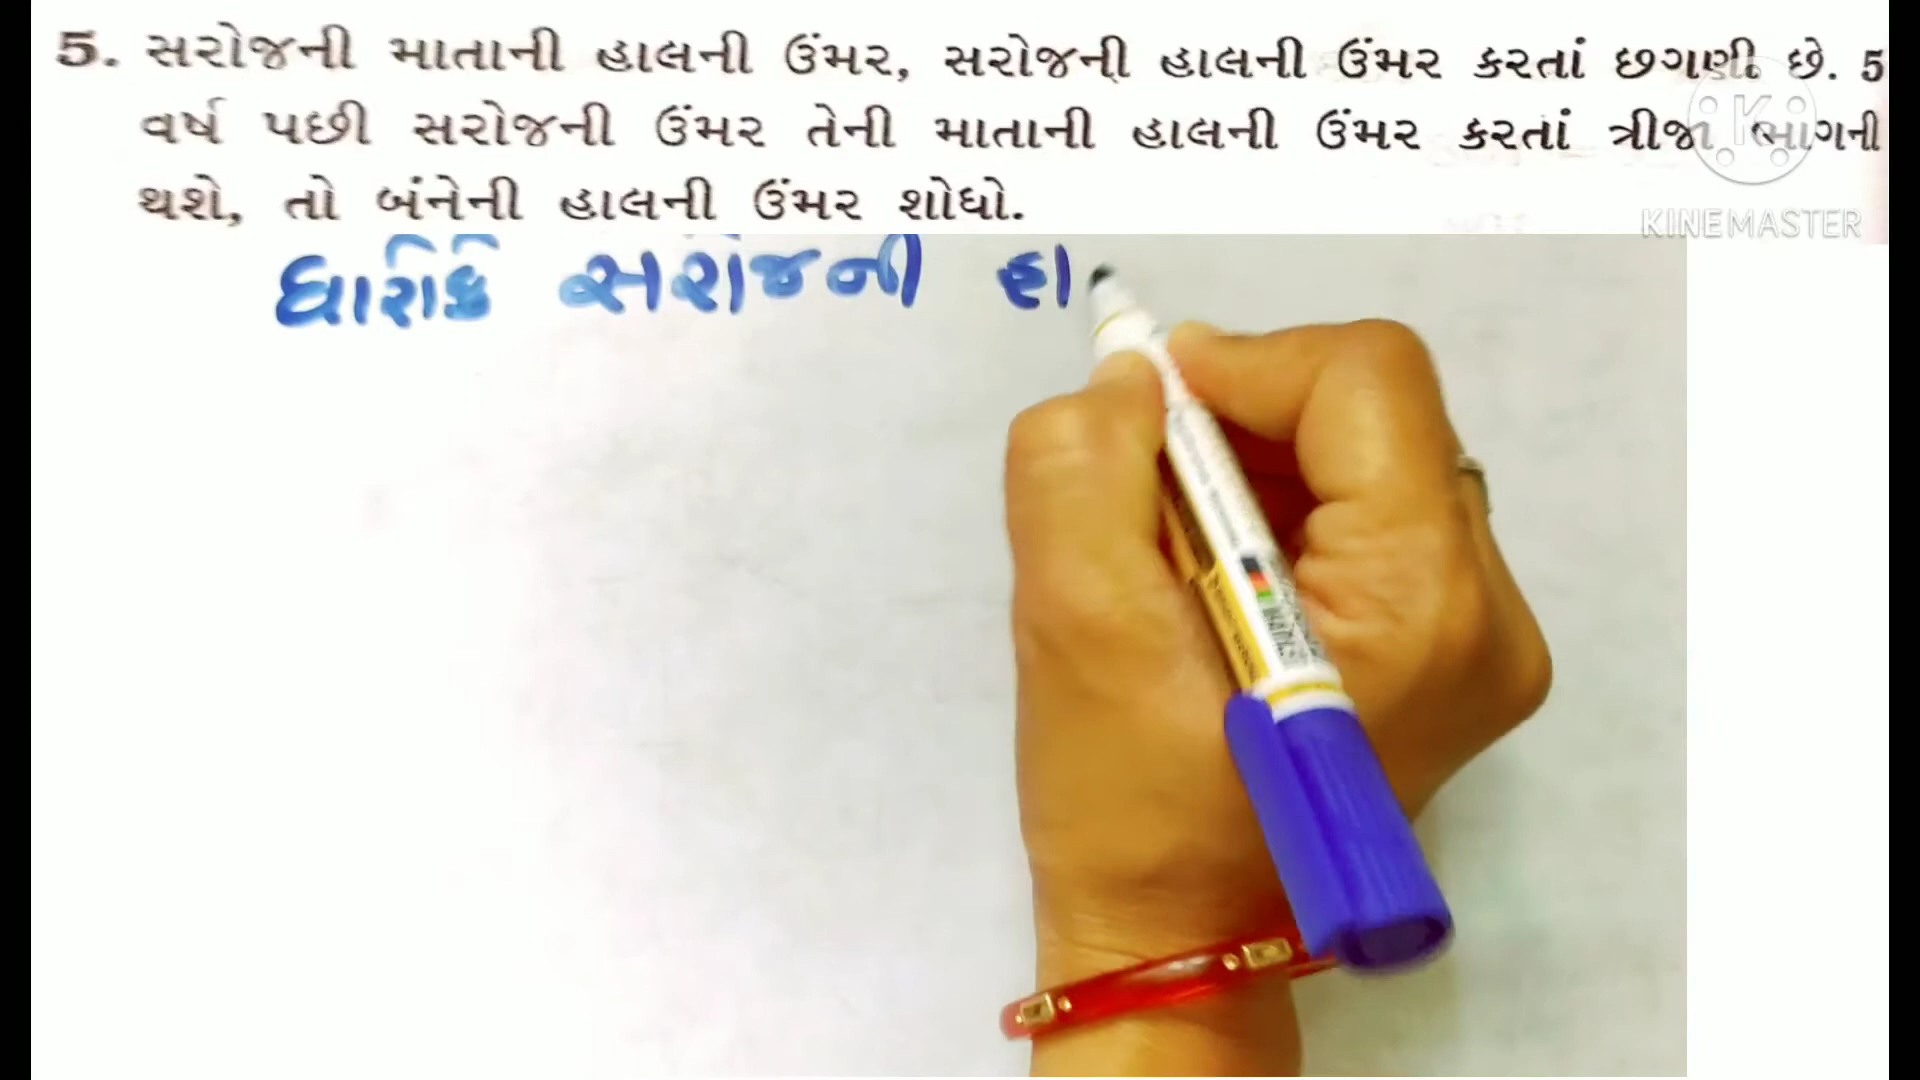 5. સરોજની માતાની હાલની ઉંમર, સરોજની હાલની ઉંમર કરતાં છગણી છે. 5
વર્ષ પછી સરોજની ઉંમર તેની માતાની હાલની ઉંમર કરતાં ત્રીજા ભાગની
થશે, તો બંનેની હાલની ઉંમર શોધો.
KINEMASTER
ધારોકે સરોજની હા